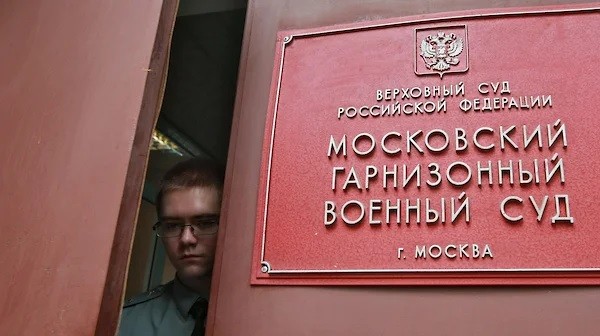 ВЕРХОВНЫЙ СУД
РОССИЙСКОЙ ФЕДЕРАЦИИ
МОСКОВСКИЙ
ГАРНИЗОННЫЙ
ВОЕННЫЙ СУД
Г. МОСКВА